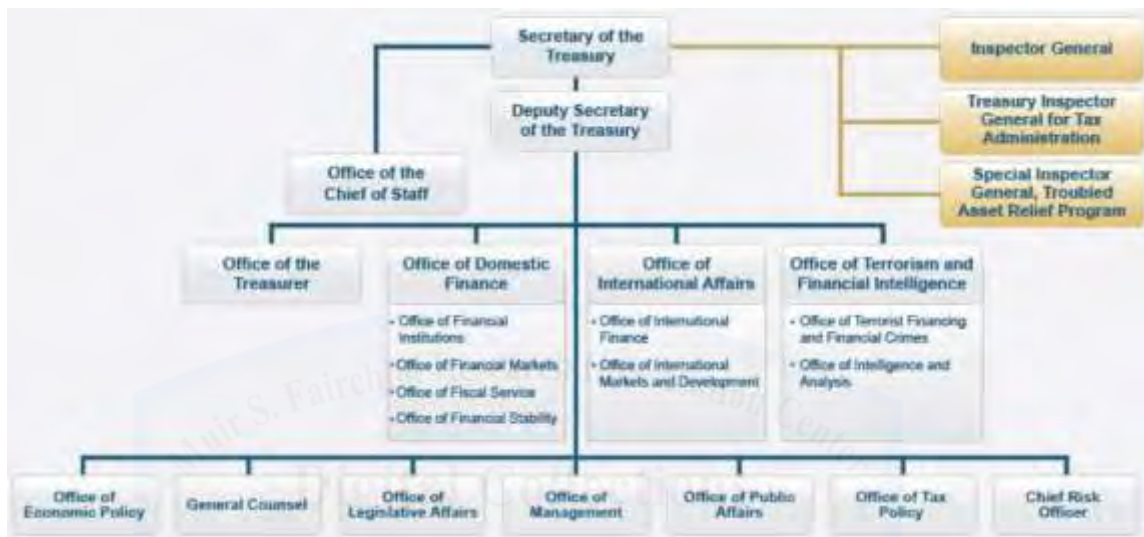 Secretary of the
Treasury
Inspector General
Deputy Secretary
of the Treasury
Treasury Inspector
General for Tax
Administration
Office of the
Chief of Staff
Special Inspector
General, Troubled
Asset Relief Program
Office of the
Treasurer
Office of Domestic
Finance
• Office of Financial
Institutions
• Office of Financial Markets
• Office of Fiscal Service
• Office of Financial Stability
Office of
International Affairs
• Office of International
Finance
• Office of International
Markets and Development
Office of Terrorism and
Financial Intelligence
• Office of Terrorist Financing
and Financial Crimes
• Office of Intelligence and
Analysis
Muir S. Fairch
Center
Digital Collections
Office of
Economic Policy
General Counsel
Office of
Legislative Affairs
Office of
Management
Office of Public
Affairs
Office of Tax
Policy
Chief Risk
Officer